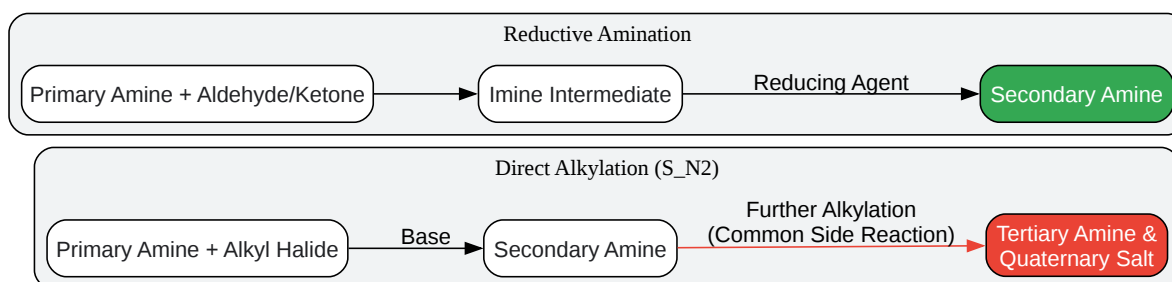 Reductive Amination
Primary Amine + Aldehyde/Ketone
Imine Intermediate
Reducing Agent
Secondary Amine
Direct Alkylation (S_N2)
Primary Amine + Alkyl Halide
Base
Secondary Amine
Further Alkylation
(Common Side Reaction)
Tertiary Amine &
Quaternary Salt